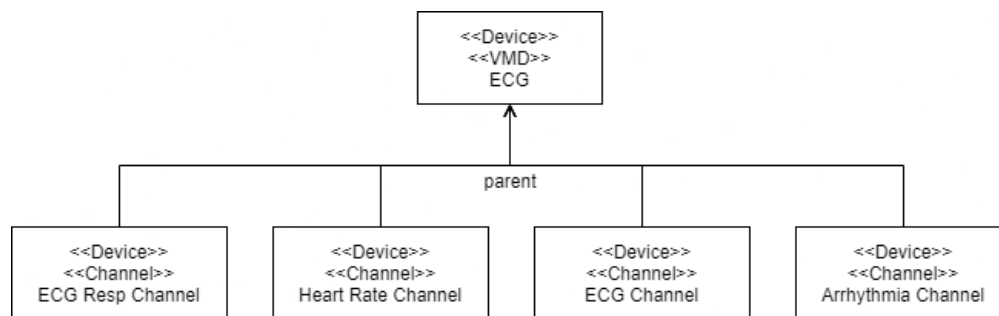 <<Device>>
<<VMD>>
ECG
parent
<<Device>>
<<Channel>>
ECG Resp Channel
<<Device>>
<<Channel>>
Heart Rate Channel
<<Device>>
<<Channel>>
ECG Channel
<<Device>>
<<Channel>>
Arrhythmia Channel